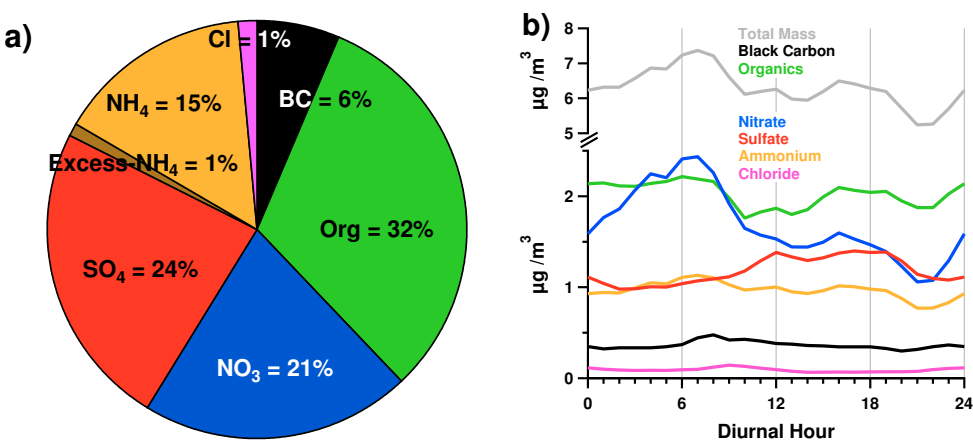 a)
Cl = 1%
BC = 6%
NH₄ = 15%
Excess-NH₄ = 1%
Org = 32%
SO₄ = 24%
NO₃ = 21%
b)
Total Mass
Black Carbon
Organics
Nitrate
Sulfate
Ammonium
Chloride
µg /m³
8
7
6
5
µg /m³
2
1
0
0 6 12 18 24
Diurnal Hour